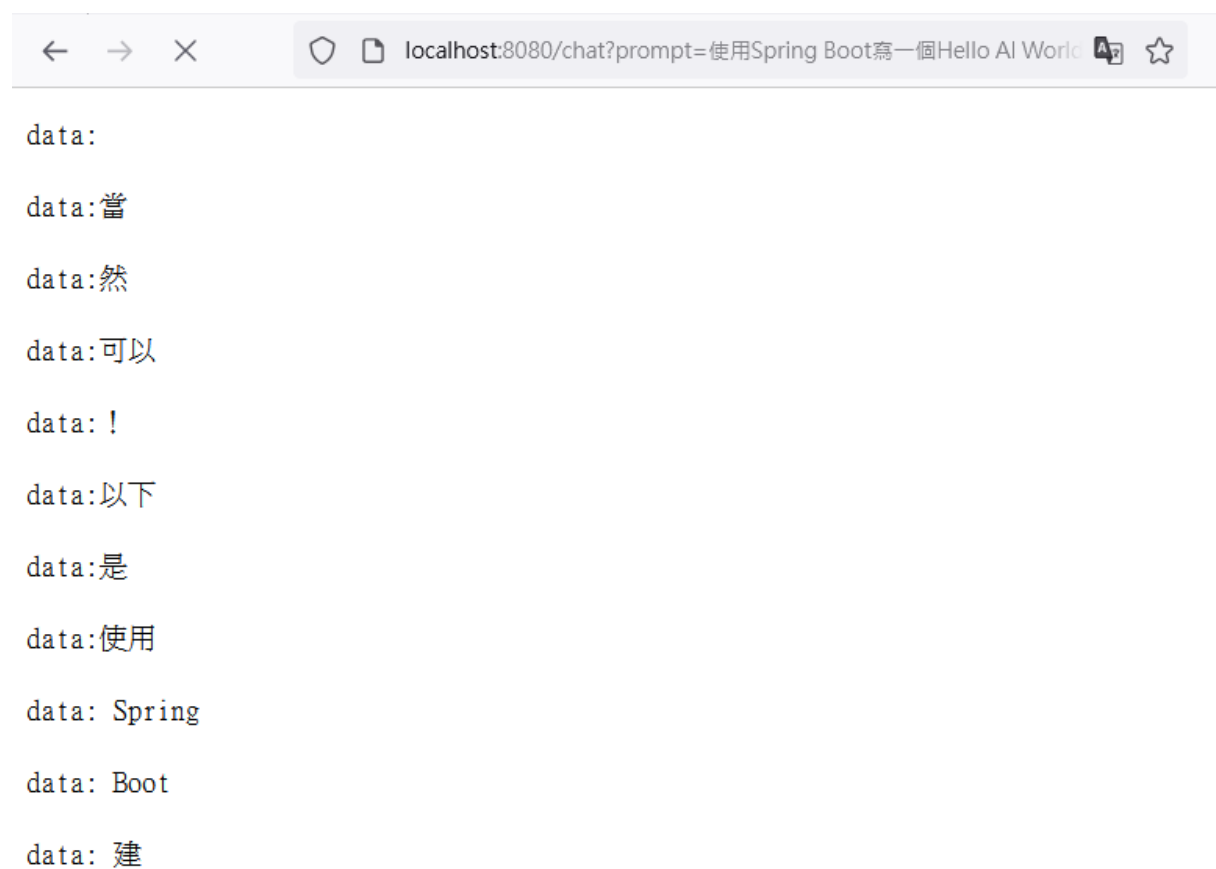 localhost:8080/chat?prompt=使用Spring Boot寫一個Hello AI World
data:
data:當
data:然
data:可以
data:！
data:以下
data:是
data:使用
data: Spring
data: Boot
data: 建